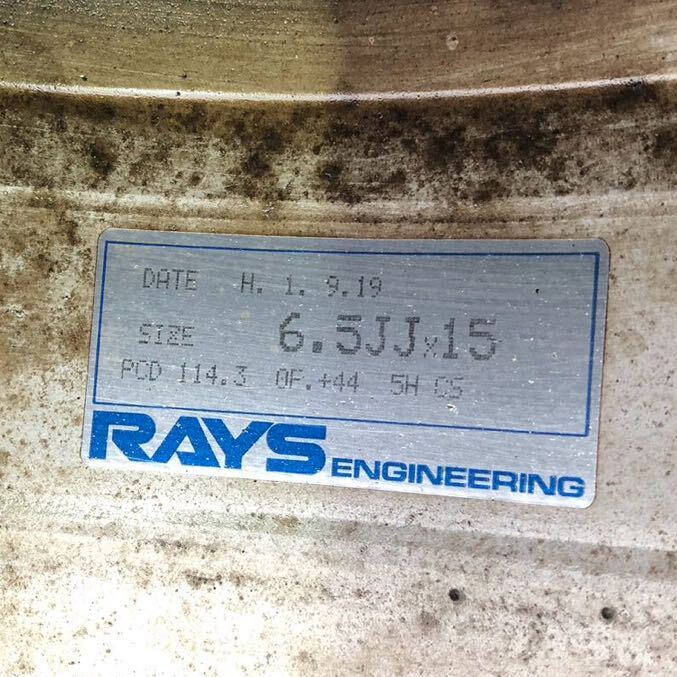 DATE H. 1. 9.19
SIZE 6.5JJx15
PCD 114.3 OF.+44 5H CS
RAYS ENGINEERING